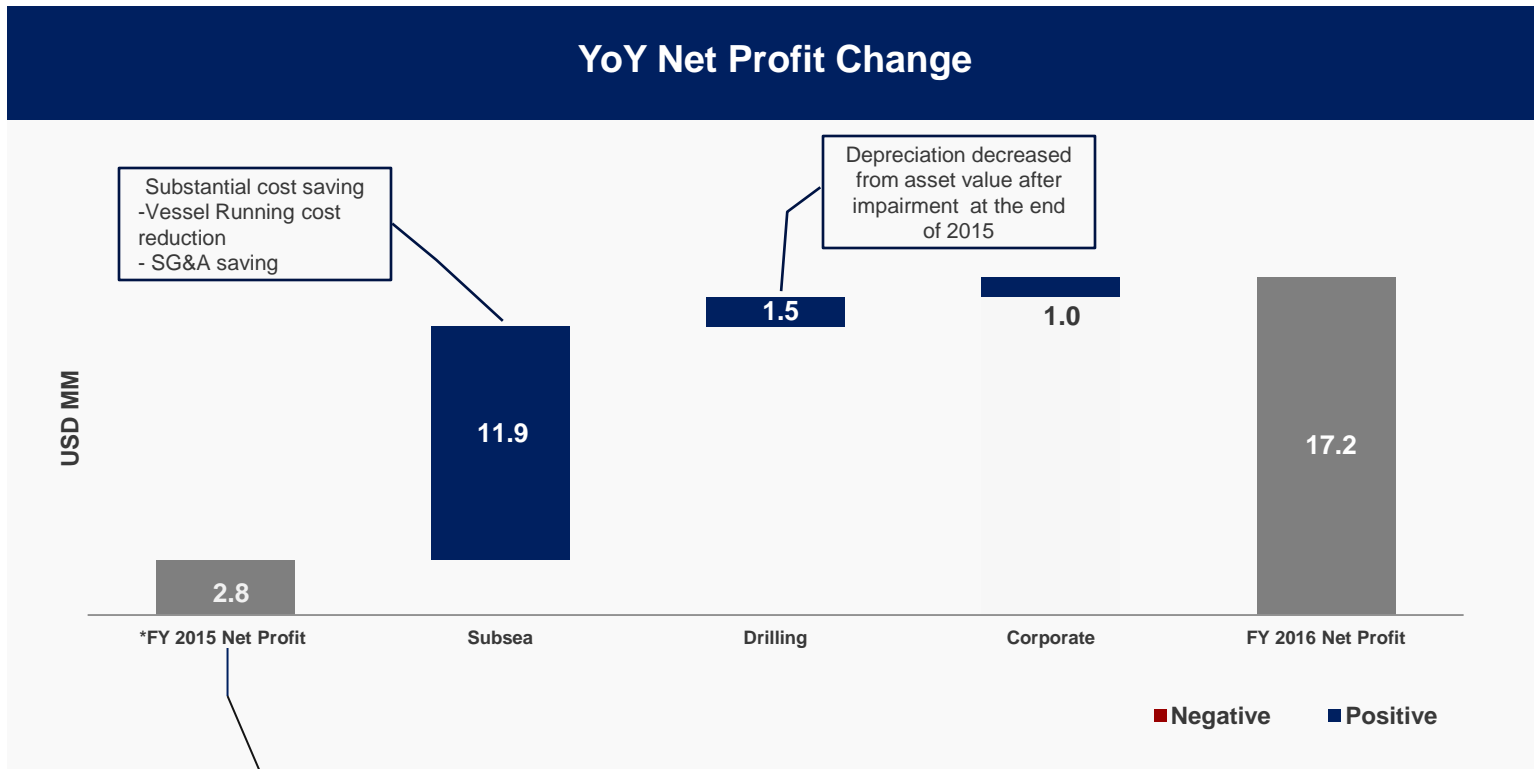 YoY Net Profit Change
Substantial cost saving
-Vessel Running cost
reduction
- SG&A saving
Depreciation decreased
from asset value after
impairment at the end
of 2015
USD MM
2.8
11.9
1.5
1.0
17.2
*FY 2015 Net Profit
Subsea
Drilling
Corporate
FY 2016 Net Profit
Negative
Positive